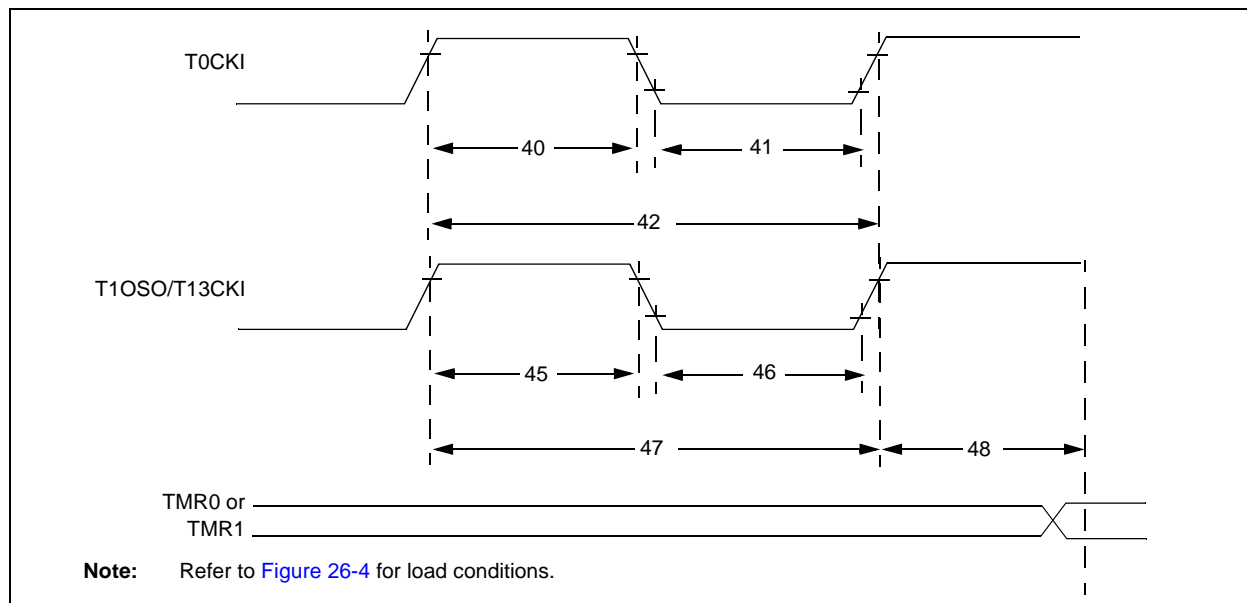 T0CKI
40
41
42
T1OSO/T13CKI
45
46
47
48
TMR0 or
TMR1
Note: Refer to Figure 26-4 for load conditions.